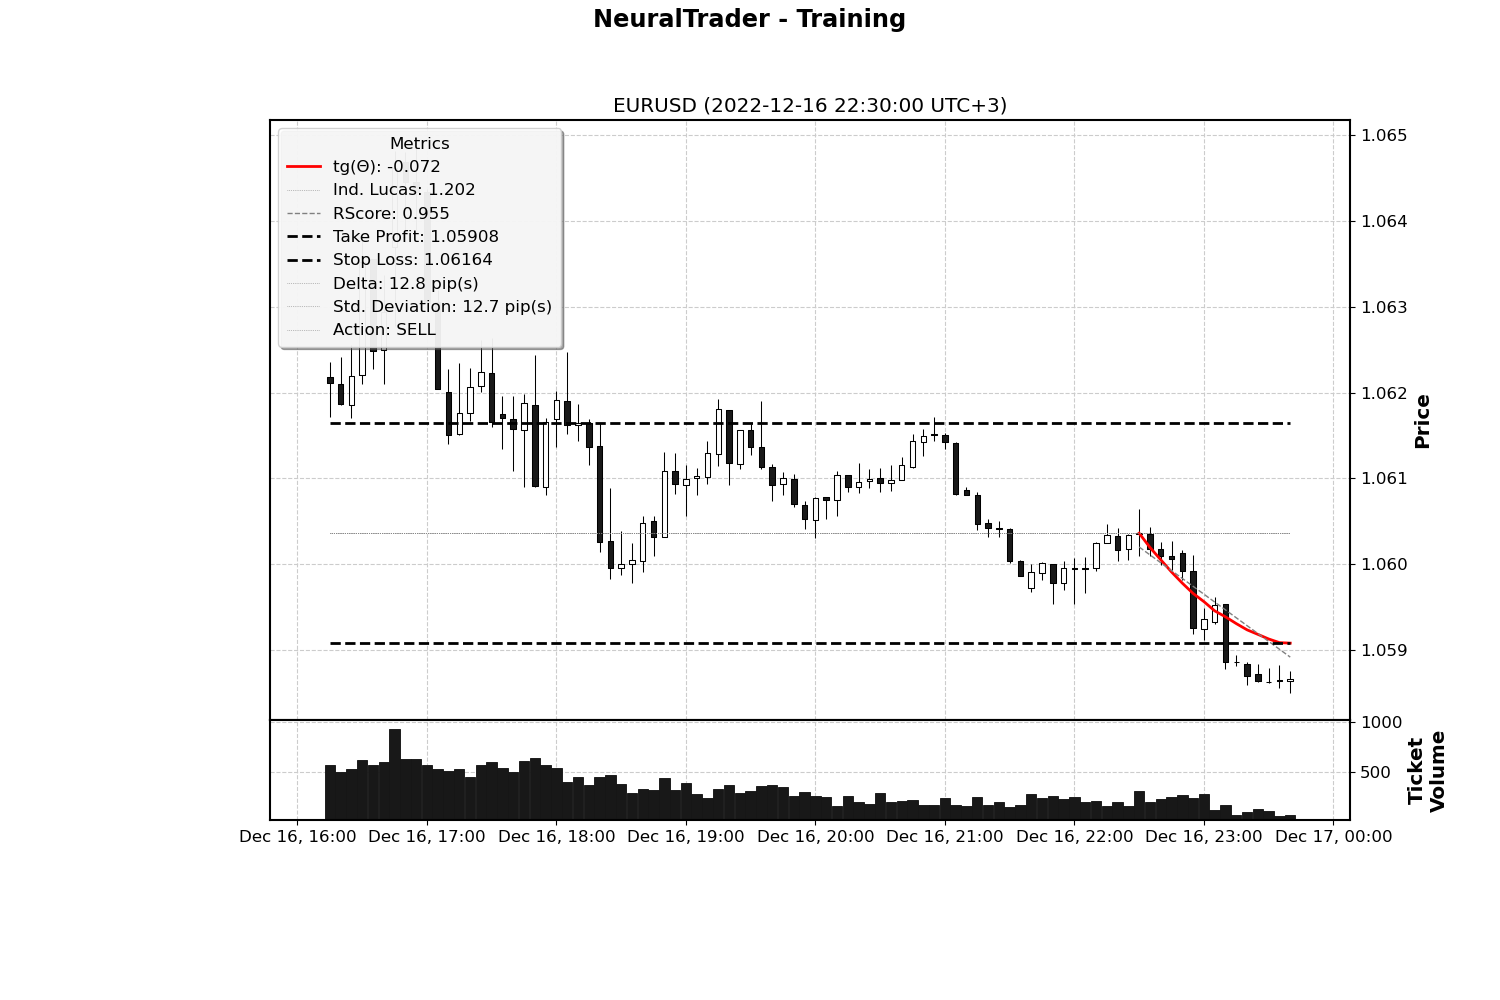 NeuralTrader - Training
EURUSD (2022-12-16 22:30:00 UTC+3)
Metrics
tg(Θ): -0.072
Ind. Lucas: 1.202
RScore: 0.955
Take Profit: 1.05908
Stop Loss: 1.06164
Delta: 12.8 pip(s)
Std. Deviation: 12.7 pip(s)
Action: SELL
1.065
1.064
1.063
1.062
1.061
1.060
1.059
Price
1000
500
Ticket
Volume
Dec 16, 16:00 Dec 16, 17:00 Dec 16, 18:00 Dec 16, 19:00 Dec 16, 20:00 Dec 16, 21:00 Dec 16, 22:00 Dec 16, 23:00 Dec 17, 00:00